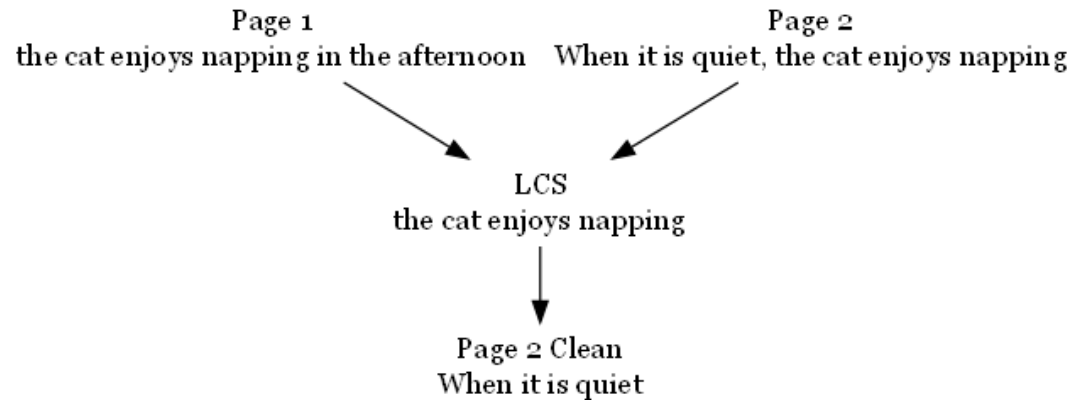 Page 1
the cat enjoys napping in the afternoon
Page 2
When it is quiet, the cat enjoys napping
LCS
the cat enjoys napping
Page 2 Clean
When it is quiet